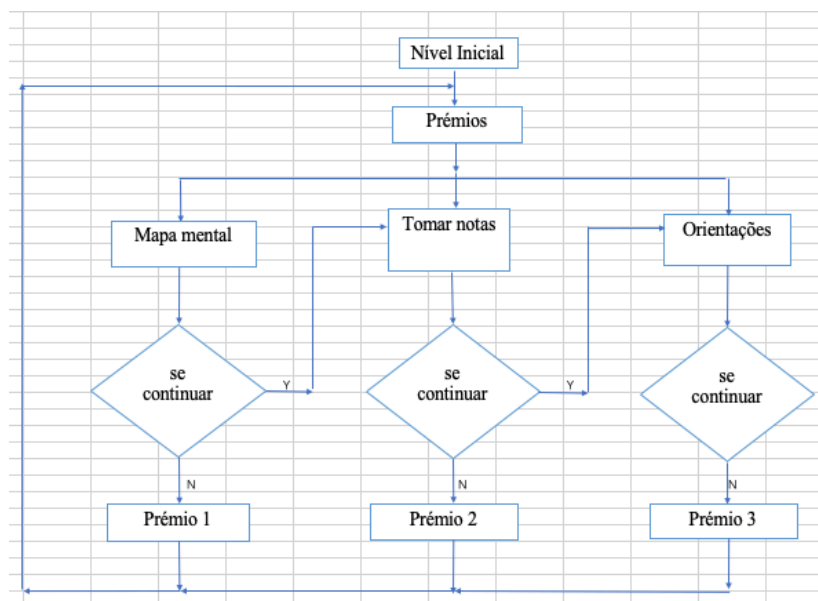 Nível Inicial
Prémios
Mapa mental
Tomar notas
Orientações
se
continuar
Y
se
continuar
Y
se
continuar
N
N
N
Prémio 1
Prémio 2
Prémio 3